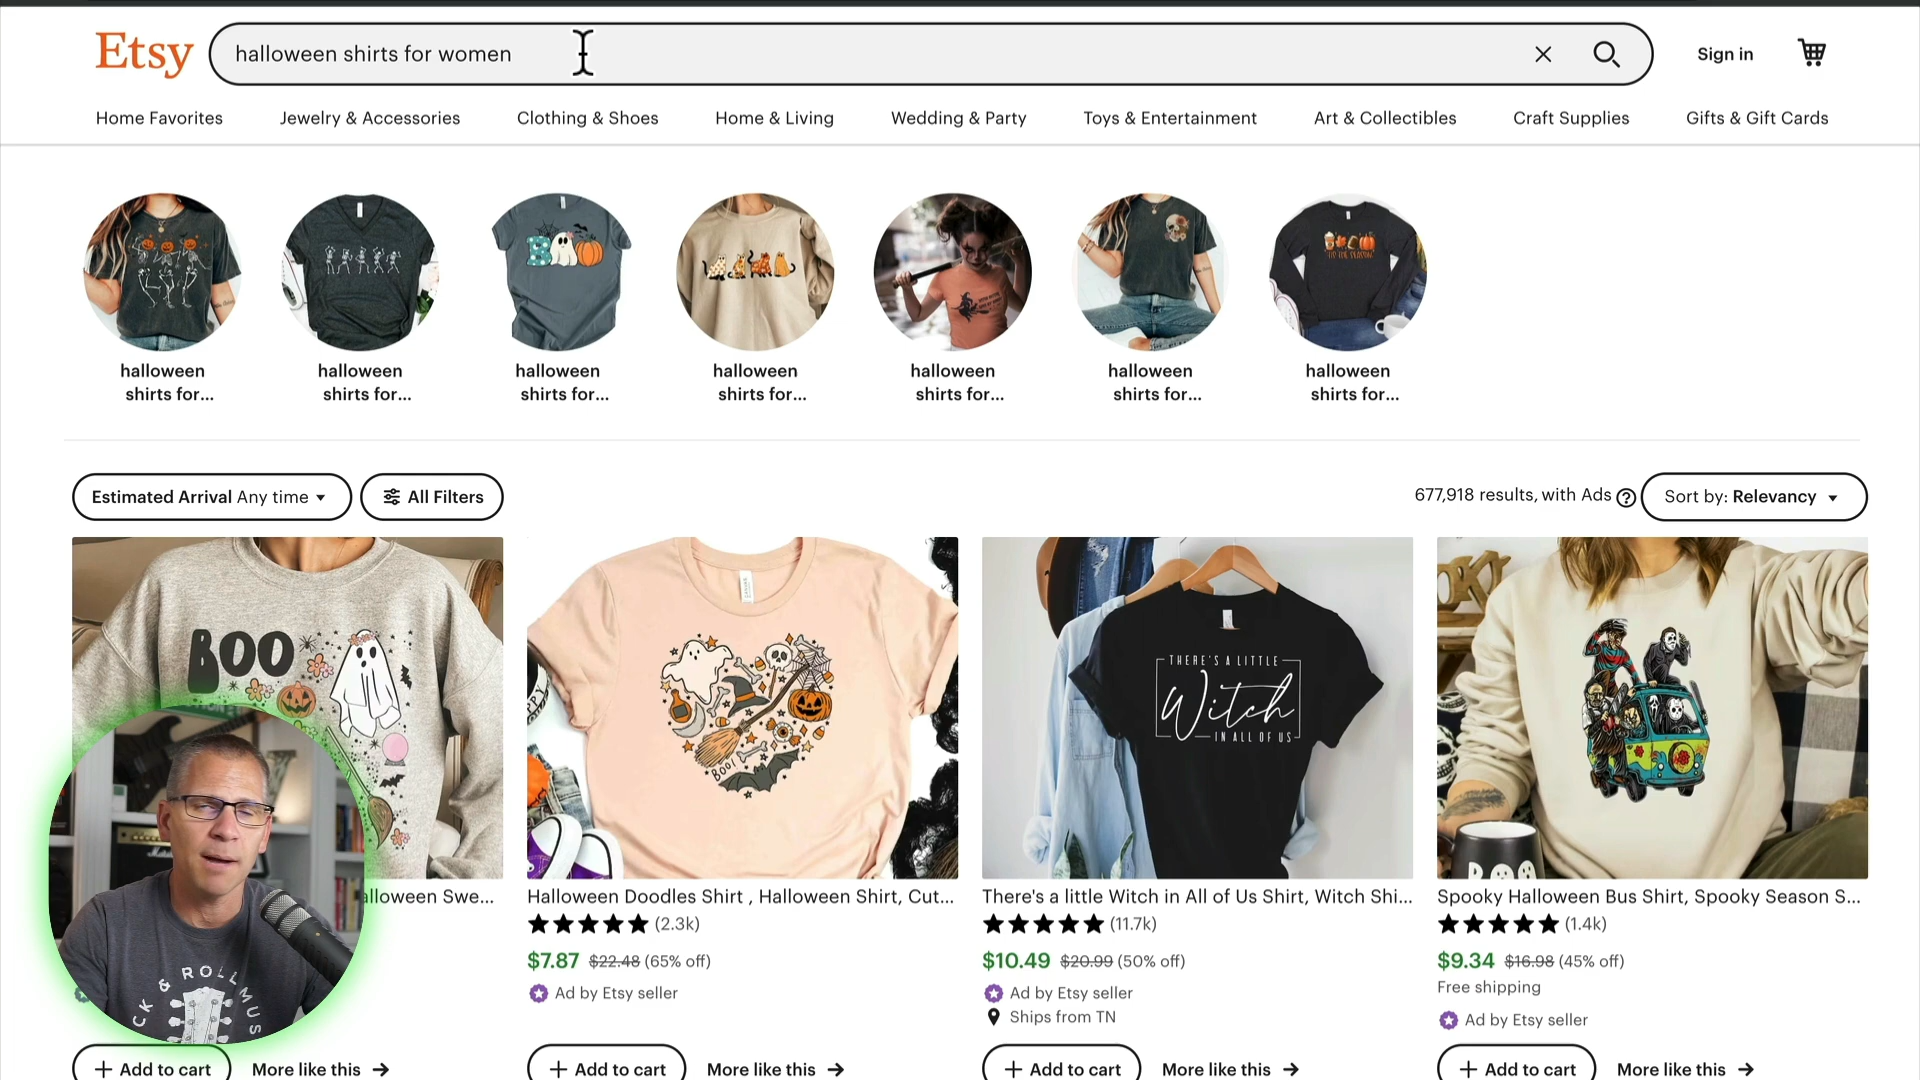 Etsy
halloween shirts for women
Sign in
Home Favorites
Jewelry & Accessories
Clothing & Shoes
Home & Living
Wedding & Party
Toys & Entertainment
Art & Collectibles
Craft Supplies
Gifts & Gift Cards
halloween
shirts for...
halloween
shirts for...
halloween
shirts for...
halloween
shirts for...
halloween
shirts for...
halloween
shirts for...
halloween
shirts for...
Estimated Arrival Any time
All Filters
677,918 results, with Ads
Sort by: Relevancy
BOO
BOO!
THERE'S A LITTLE
Witch
IN ALL OF US
BOO
alloween Swe...
Halloween Doodles Shirt , Halloween Shirt, Cut...
(2.3k)
$7.87 $22.48 (65% off)
Ad by Etsy seller
There's a little Witch in All of Us Shirt, Witch Shi...
(11.7k)
$10.49 $20.99 (50% off)
Ad by Etsy seller
Ships from TN
Spooky Halloween Bus Shirt, Spooky Season S...
(1.4k)
$9.34 $16.98 (45% off)
Free shipping
Ad by Etsy seller
CK & ROLL MUS
+ Add to cart
More like this →
+ Add to cart
More like this →
+ Add to cart
More like this →
+ Add to cart
More like this →